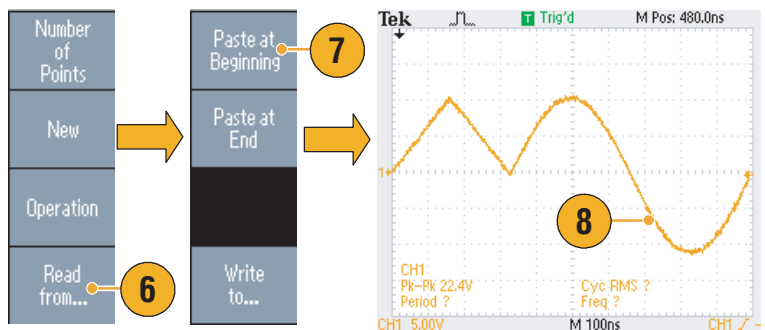 Number
of
Points
New
Operation
Read
from...
6
Paste at
Beginning
7
Paste at
End
Write
to...
Tek
T Trig'd
M Pos: 480.0ns
1
8
CH1
Pk-Pk 22.4V
Period ?
Cyc RMS ?
Freq ?
CH1 5.00V
M 100ns
CH1